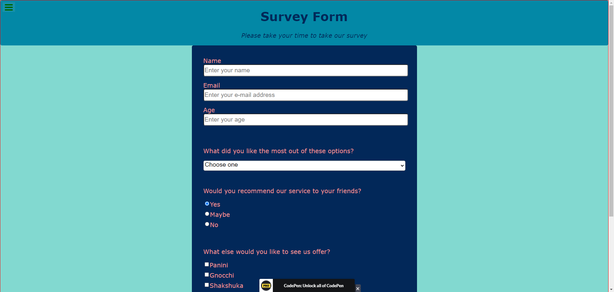 Survey Form
Please take your time to take our survey
Name
Enter your name
Email
Enter your e-mail address
Age
Enter your age
What did you like the most out of these options?
Choose one
Would you recommend our service to your friends?
Yes
Maybe
No
What else would you like to see us offer?
Panini
Gnocchi
Shakshuka
CodePen: Unlock all of CodePen